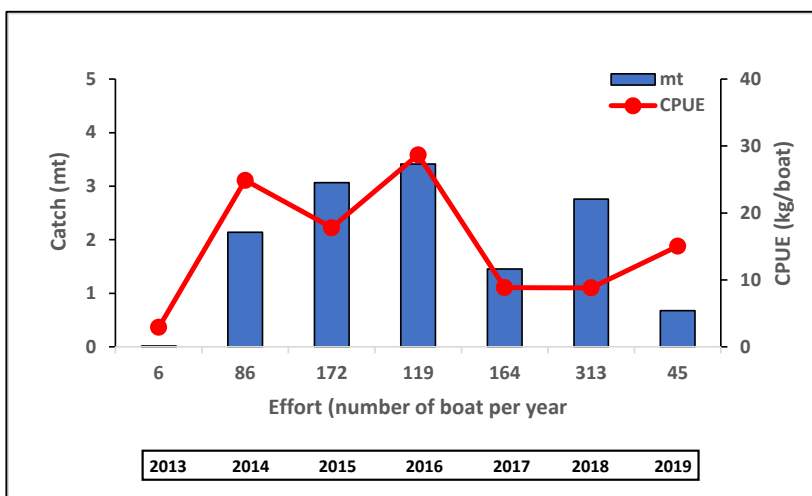 5 40
mt
CPUE
4
30
3
20
2
10
1
0 0
Catch (mt)
CPUE (kg/boat)
6 86 172 119 164 313 45
Effort (number of boat per year
2013 2014 2015 2016 2017 2018 2019